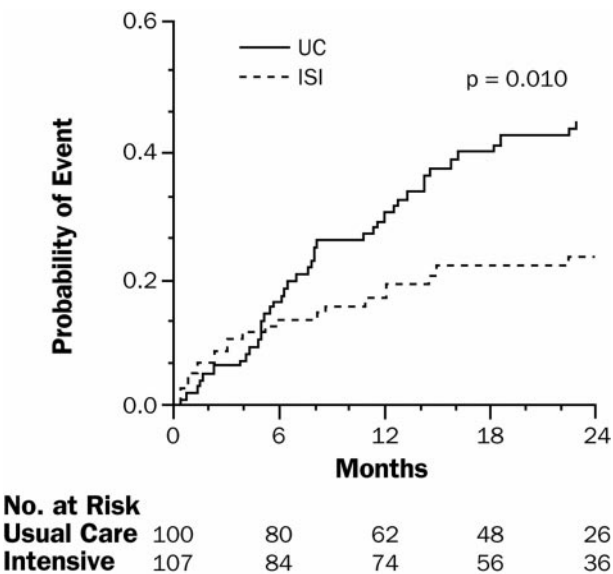 0.6
UC
ISI
p = 0.010
0.4
0.2
0.0
Probability of Event
0 6 12 18 24
Months
No. at Risk
Usual Care 100 80 62 48 26
Intensive 107 84 74 56 36